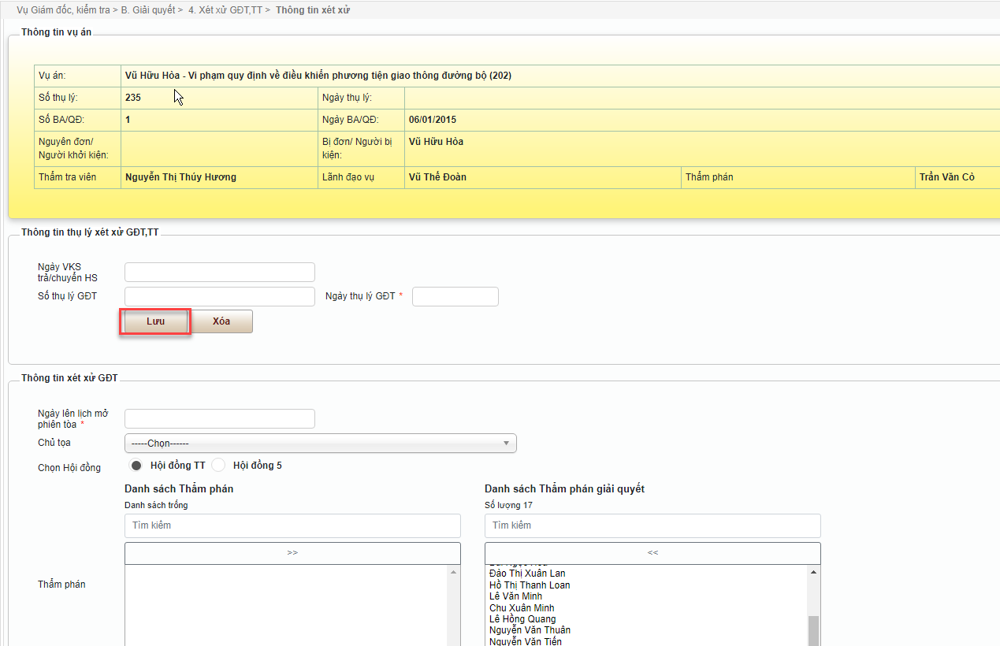 Vụ Giám đốc, kiểm tra > B. Giải quyết > 4. Xét xử GĐT,TT > Thông tin xét xử
Thông tin vụ án
Vụ án: Vũ Hữu Hòa - Vi phạm quy định về điều khiển phương tiện giao thông đường bộ (202)
Số thụ lý: 235 Ngày thụ lý:
Số BA/QĐ: 1 Ngày BA/QĐ: 06/01/2015
Nguyên đơn/ Bị đơn/ Người bị Vũ Hữu Hòa
Người khởi kiện: kiện:
Thẩm tra viên Nguyễn Thị Thúy Hương Lãnh đạo vụ Vũ Thế Đoàn Thẩm phán Trần Văn Cò
Thông tin thụ lý xét xử GĐT,TT
Ngày VKS
trả/chuyển HS
Số thụ lý GĐT Ngày thụ lý GĐT *
Lưu Xóa
Thông tin xét xử GĐT
Ngày lên lịch mở
phiên tòa *
Chủ tọa -----Chọn------
Chọn Hội đồng Hội đồng TT Hội đồng 5
Danh sách Thẩm phán Danh sách Thẩm phán giải quyết
Danh sách trống Số lượng 17
Tìm kiếm Tìm kiếm
>> <<
Thẩm phán
Đào Thị Xuân Lan
Hồ Thị Thanh Loan
Lê Văn Minh
Chu Xuân Minh
Lê Hồng Quang
Nguyễn Văn Thuân
Nguyễn Văn Tiến